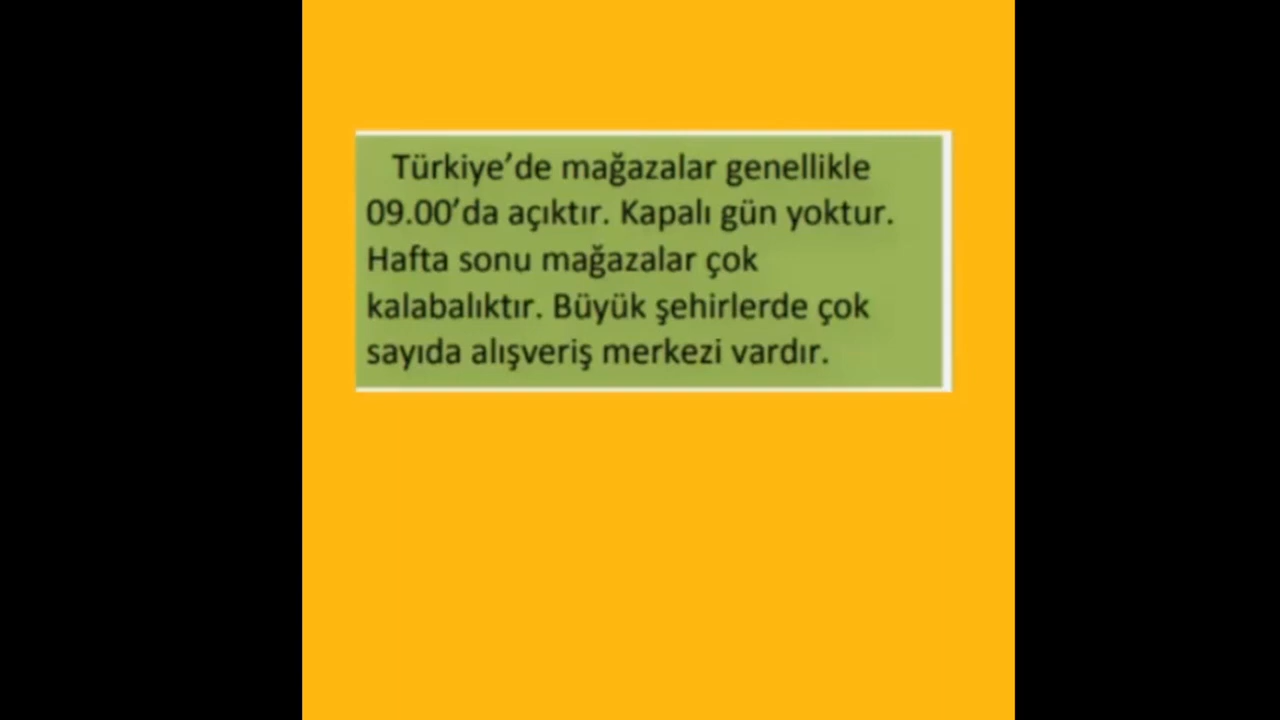 Türkiye’de mağazalar genellikle
09.00’da açıktır. Kapalı gün yoktur.
Hafta sonu mağazalar çok
kalabalıktır. Büyük şehirlerde çok
sayıda alışveriş merkezi vardır.